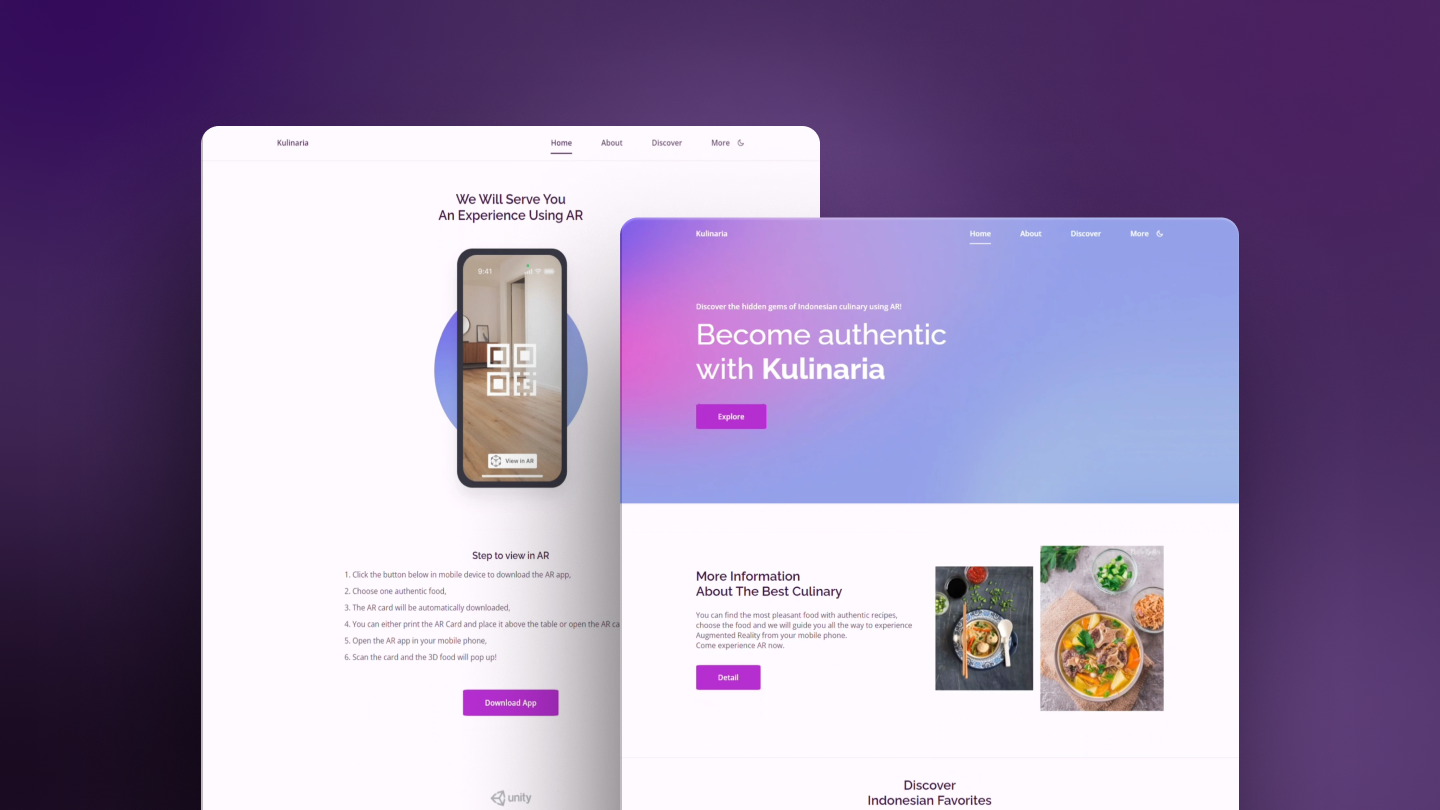 Kulinaria
Home
About
Discover
More
We Will Serve You
An Experience Using AR
9:41
View in AR
Step to view in AR
1. Click the button below in mobile device to download the AR app,
2. Choose one authentic food,
3. The AR card will be automatically downloaded,
4. You can either print the AR Card and place it above the table or open the AR ca
5. Open the AR app in your mobile phone,
6. Scan the card and the 3D food will pop up!
Download App
unity
Kulinaria
Home
About
Discover
More
Discover the hidden gems of Indonesian culinary using AR!
Become authentic
with Kulinaria
Explore
More Information
About The Best Culinary
You can find the most pleasant food with authentic recipes,
choose the food and we will guide you all the way to experience
Augmented Reality from your mobile phone.
Come experience AR now.
Detail
Discover
Indonesian Favorites